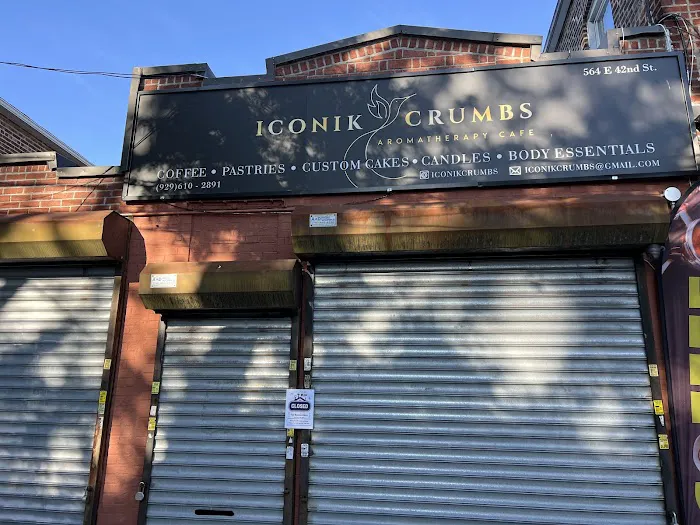 564 E 42nd St.
ICONIK CRUMBS
AROMATHERAPY CAFE
COFFEE • PASTRIES • CUSTOM CAKES • CANDLES • BODY ESSENTIALS
(929)610 - 2891
ICONIKCRUMBS
ICONIKCRUMBS@GMAIL.COM
CLOSED